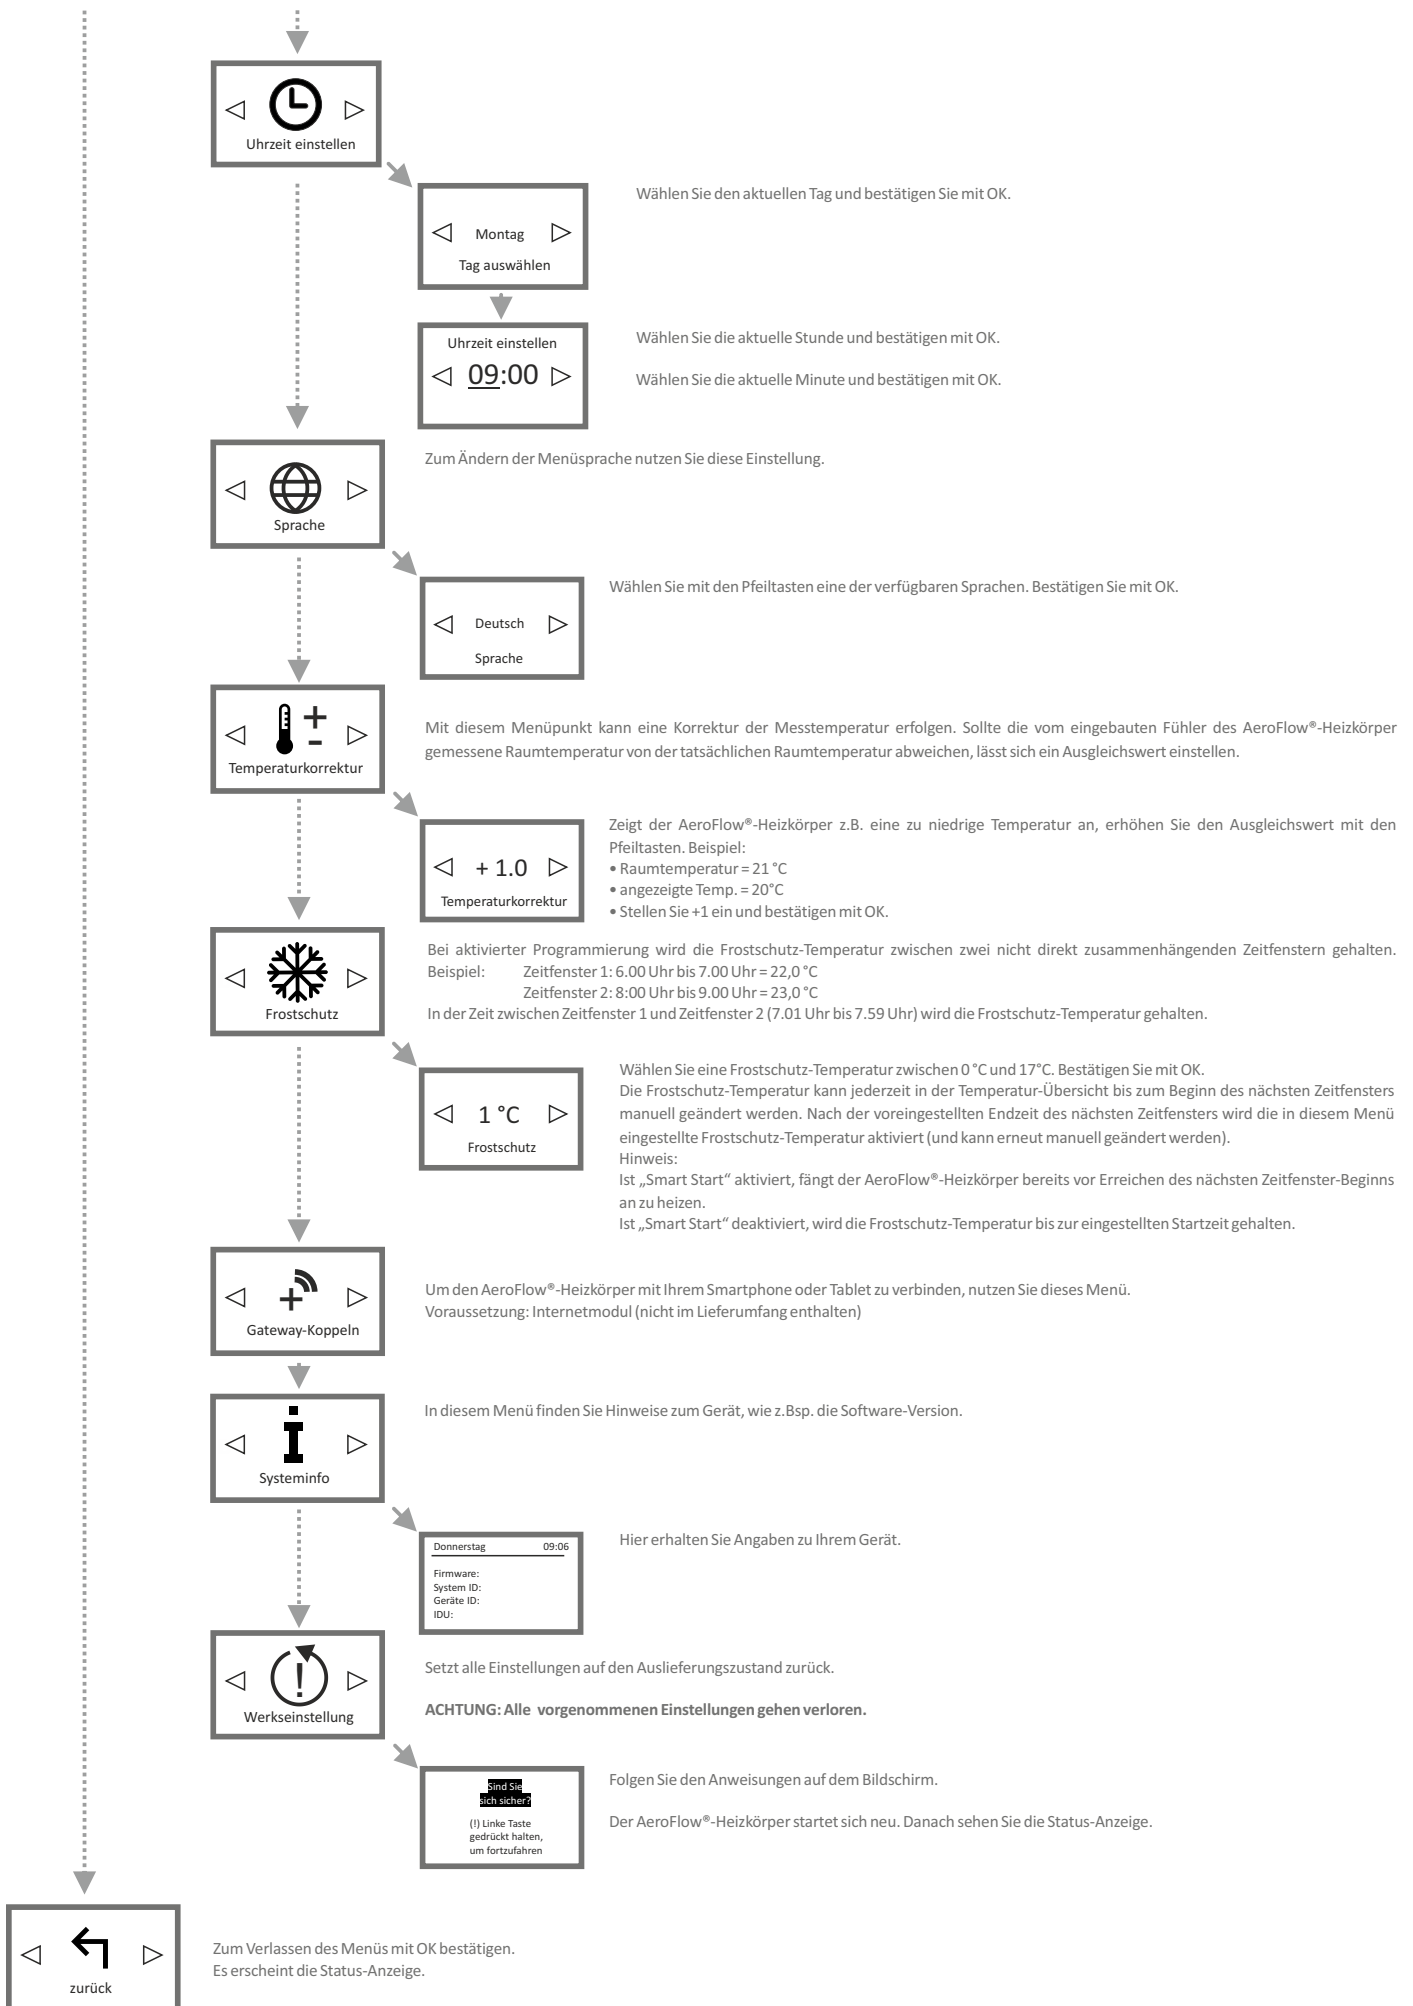 Uhrzeit einstellen
Wählen Sie den aktuellen Tag und bestätigen Sie mit OK.
Montag
Tag auswählen
Uhrzeit einstellen
09:00
Wählen Sie die aktuelle Stunde und bestätigen mit OK.
Wählen Sie die aktuelle Minute und bestätigen mit OK.
Sprache
Zum Ändern der Menüsprache nutzen Sie diese Einstellung.
Wählen Sie mit den Pfeiltasten eine der verfügbaren Sprachen. Bestätigen Sie mit OK.
Deutsch
Sprache
Temperaturkorrektur
Mit diesem Menüpunkt kann eine Korrektur der Messtemperatur erfolgen. Sollte die vom eingebauten Fühler des AeroFlow®-Heizkörper
gemessene Raumtemperatur von der tatsächlichen Raumtemperatur abweichen, lässt sich ein Ausgleichswert einstellen.
+ 1.0
Temperaturkorrektur
Zeigt der AeroFlow®-Heizkörper z.B. eine zu niedrige Temperatur an, erhöhen Sie den Ausgleichswert mit den
Pfeiltasten. Beispiel:
• Raumtemperatur = 21 °C
• angezeigte Temp. = 20°C
• Stellen Sie +1 ein und bestätigen mit OK.
Frostschutz
Bei aktivierter Programmierung wird die Frostschutz-Temperatur zwischen zwei nicht direkt zusammenhängenden Zeitfenstern gehalten.
Beispiel: Zeitfenster 1: 6.00 Uhr bis 7.00 Uhr = 22,0 °C
Zeitfenster 2: 8:00 Uhr bis 9.00 Uhr = 23,0 °C
In der Zeit zwischen Zeitfenster 1 und Zeitfenster 2 (7.01 Uhr bis 7.59 Uhr) wird die Frostschutz-Temperatur gehalten.
1 °C
Frostschutz
Wählen Sie eine Frostschutz-Temperatur zwischen 0 °C und 17°C. Bestätigen Sie mit OK.
Die Frostschutz-Temperatur kann jederzeit in der Temperatur-Übersicht bis zum Beginn des nächsten Zeitfensters
manuell geändert werden. Nach der voreingestellten Endzeit des nächsten Zeitfensters wird die in diesem Menü
eingestellte Frostschutz-Temperatur aktiviert (und kann erneut manuell geändert werden).
Hinweis:
Ist „Smart Start“ aktiviert, fängt der AeroFlow®-Heizkörper bereits vor Erreichen des nächsten Zeitfenster-Beginns
an zu heizen.
Ist „Smart Start“ deaktiviert, wird die Frostschutz-Temperatur bis zur eingestellten Startzeit gehalten.
Gateway-Koppeln
Um den AeroFlow®-Heizkörper mit Ihrem Smartphone oder Tablet zu verbinden, nutzen Sie dieses Menü.
Voraussetzung: Internetmodul (nicht im Lieferumfang enthalten)
Systeminfo
In diesem Menü finden Sie Hinweise zum Gerät, wie z.Bsp. die Software-Version.
Donnerstag 09:06
Firmware:
System ID:
Geräte ID:
IDU:
Hier erhalten Sie Angaben zu Ihrem Gerät.
Werkseinstellung
Setzt alle Einstellungen auf den Auslieferungszustand zurück.
ACHTUNG: Alle vorgenommenen Einstellungen gehen verloren.
Sind Sie
sich sicher?
(!) Linke Taste
gedrückt halten,
um fortzufahren
Folgen Sie den Anweisungen auf dem Bildschirm.
Der AeroFlow®-Heizkörper startet sich neu. Danach sehen Sie die Status-Anzeige.
zurück
Zum Verlassen des Menüs mit OK bestätigen.
Es erscheint die Status-Anzeige.